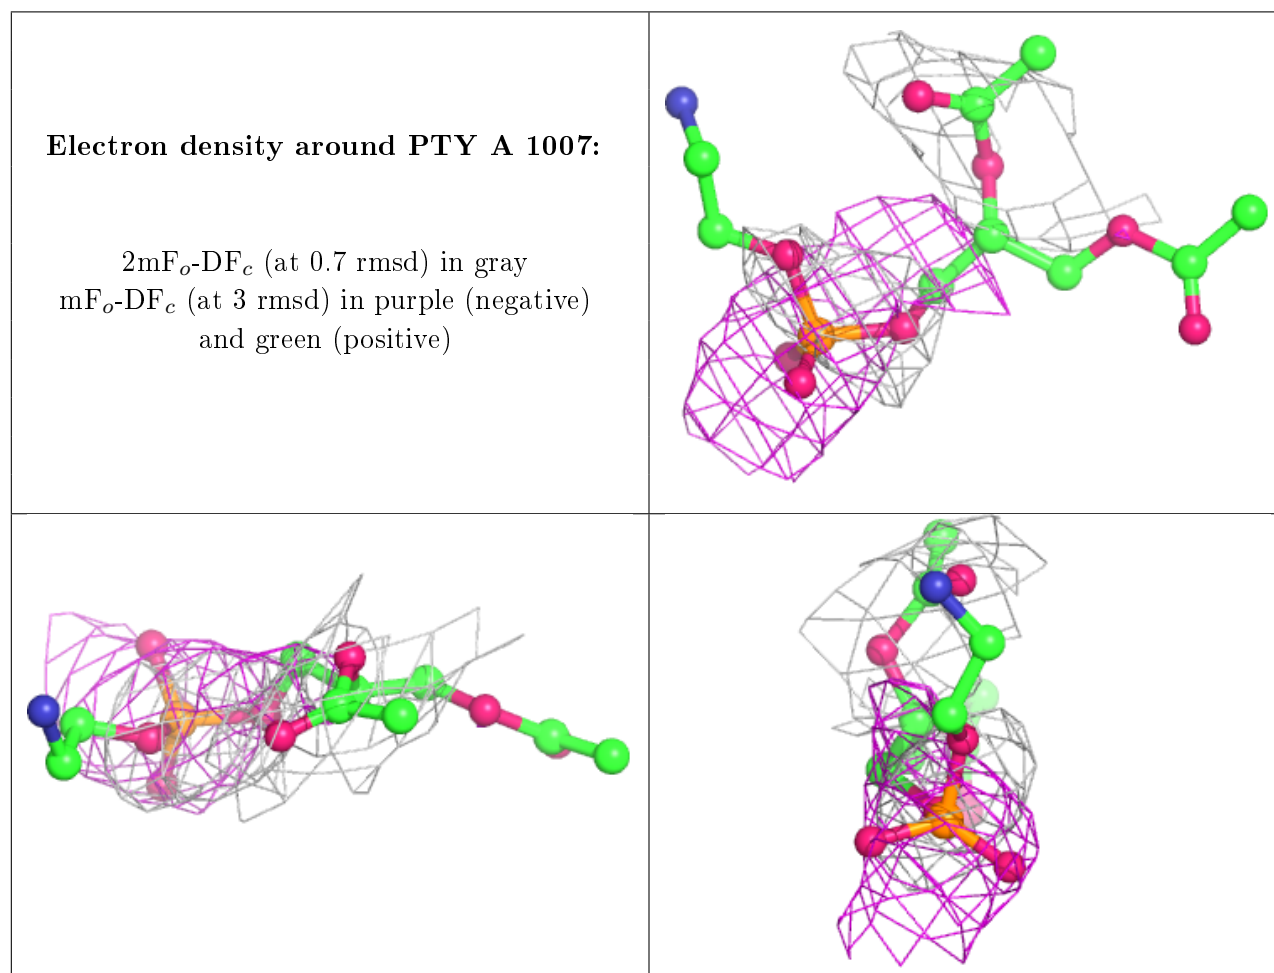 Electron density around PTY A 1007:
2mFo-DFc (at 0.7 rmsd) in gray
mFo-DFc (at 3 rmsd) in purple (negative)
and green (positive)